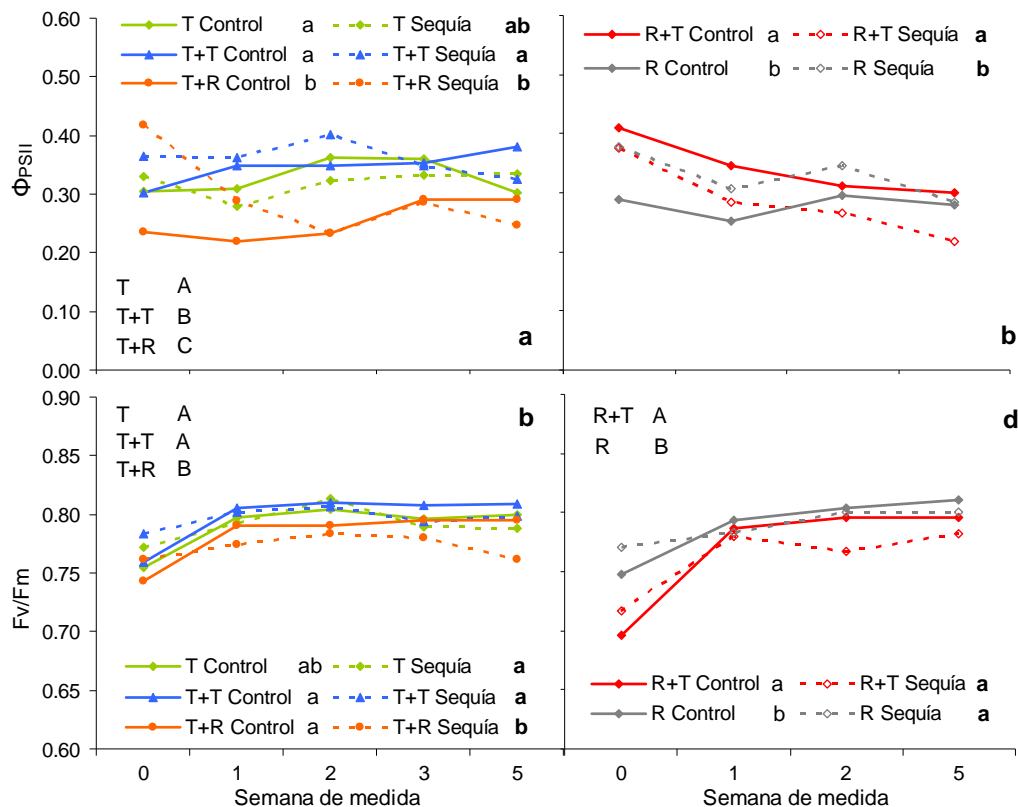 0.60
0.50
0.40
0.30
0.20
0.10
0.00
ΦPSII
T Control a T Sequía ab
T+T Control a T+T Sequía a
T+R Control b T+R Sequía b
T A
T+T B
T+R C
a
R+T Control a R+T Sequía a
R Control b R Sequía b
b
0.90
0.85
0.80
0.75
0.70
0.65
0.60
Fv/Fm
T A
T+T A
T+R B
b
T Control ab T Sequía a
T+T Control a T+T Sequía a
T+R Control a T+R Sequía b
0 1 2 3 5
Semana de medida
R+T A
R B
d
R+T Control a R+T Sequía a
R Control b R Sequía a
0 1 2 5
Semana de medida